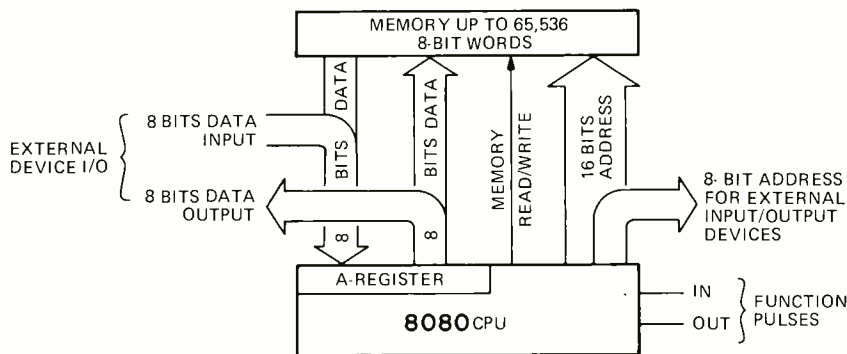 MEMORY UP TO 65,536
8-BIT WORDS
8 BITS DATA
INPUT
EXTERNAL
DEVICE I/O
8 BITS DATA
OUTPUT
8 BITS DATA
8 BITS DATA
MEMORY
READ/WRITE
16 BITS
ADDRESS
8- BIT ADDRESS
FOR EXTERNAL
INPUT/OUTPUT
DEVICES
A-REGISTER
8080 CPU
IN
OUT
FUNCTION
PULSES